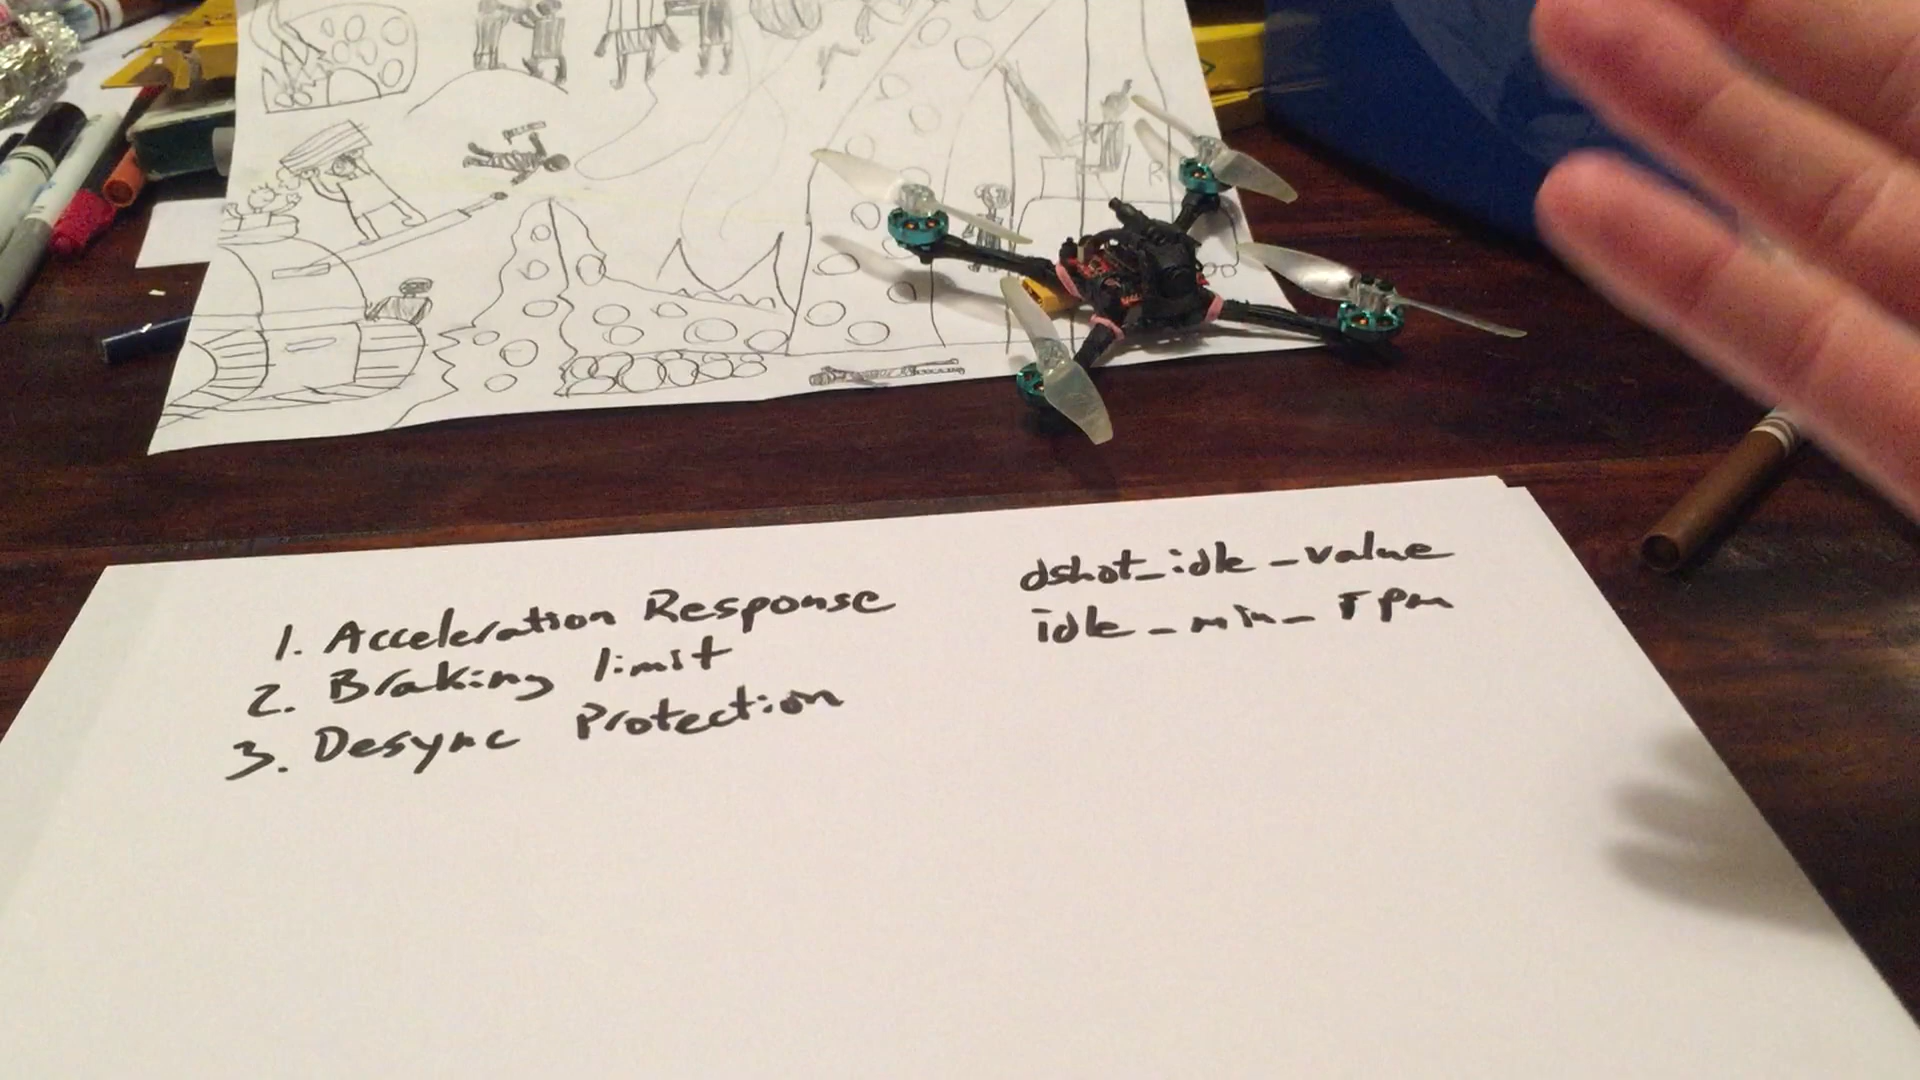 1. Acceleration Response
2. Braking limit
3. Desync Protection
dshot_idle_value
idle_min_rpm